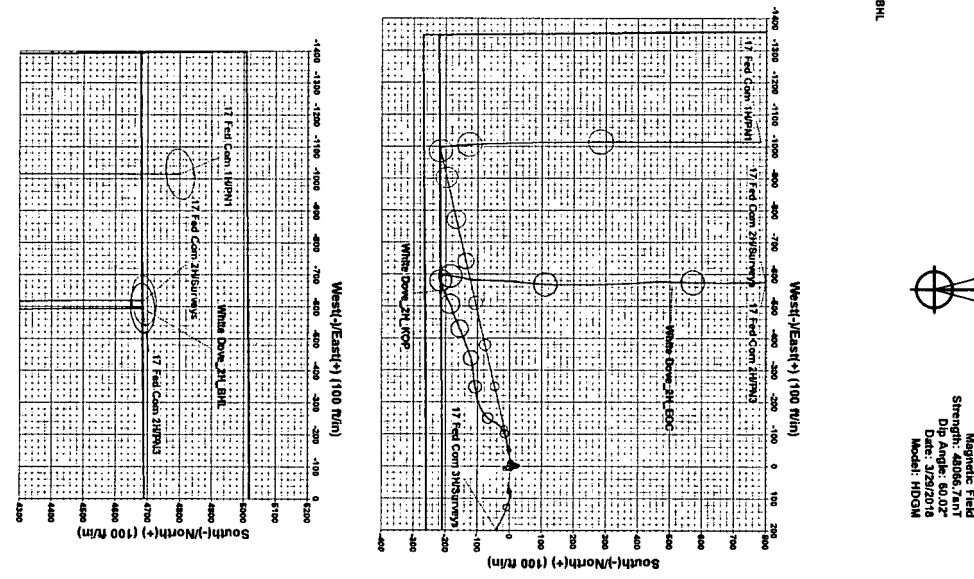 BHL
Magnetic Field
Strength: 48066.7snT
Dip Angle: 60.02°
Date: 3/29/2018
Model: HDGM
West(-)/East(+) (100 ft/in)
-1400
-1300
-1200
-1100
-1000
-900
-800
-700
-600
-500
-400
-300
-200
-100
0
100
200
South(-)/North(+) (100 ft/in)
-400
-300
-200
-100
0
100
200
300
400
500
600
700
800
17 Fed Com 1H/PN1
17 Fed Com 2H/Surveys
17 Fed Com 2H/PN3
White Dove_2H_EOC
White Dove_2H_KOP
17 Fed Com 3H/Surveys
West(-)/East(+) (100 ft/in)
-1400
-1300
-1200
-1100
-1000
-900
-800
-700
-600
-500
-400
-300
-200
-100
0
South(-)/North(+) (100 ft/in)
4300
4400
4500
4600
4700
4800
4900
5000
5100
5200
17 Fed Com 1H/PN1
17 Fed Com 2H/Surveys
White Dove_2H_BHL
17 Fed Com 2H/PN3